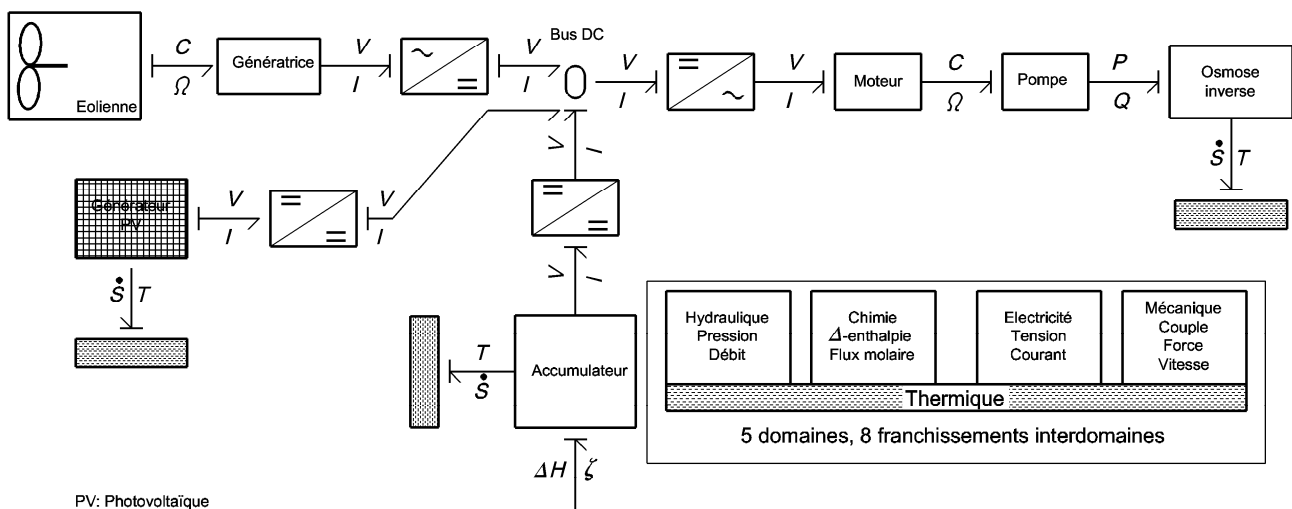 Eolienne
C
Ω
Génératrice
V
I
V
I
Bus DC
V
I
V
I
Moteur
C
Ω
Pompe
P
Q
Osmose
inverse
Ṡ T
Générateur
PV
V
I
V
I
V I
Ṡ T
V I
T
Ṡ
Accumulateur
ΔH ζ
Hydraulique
Pression
Débit
Chimie
Δ-enthalpie
Flux molaire
Electricité
Tension
Courant
Mécanique
Couple
Force
Vitesse
Thermique
5 domaines, 8 franchissements interdomaines
PV: Photovoltaïque